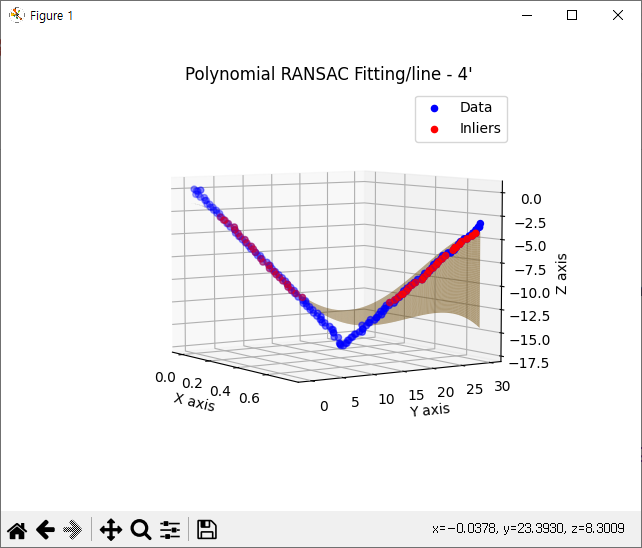 Figure 1
Polynomial RANSAC Fitting/line - 4'
Data
Inliers
0.0
−2.5
−5.0
−7.5
−10.0
−12.5
−15.0
−17.5
Z axis
0.0 0.2 0.4 0.6
X axis
0 5 10 15 20 25 30
Y axis
x=−0.0378, y=23.3930, z=8.3009